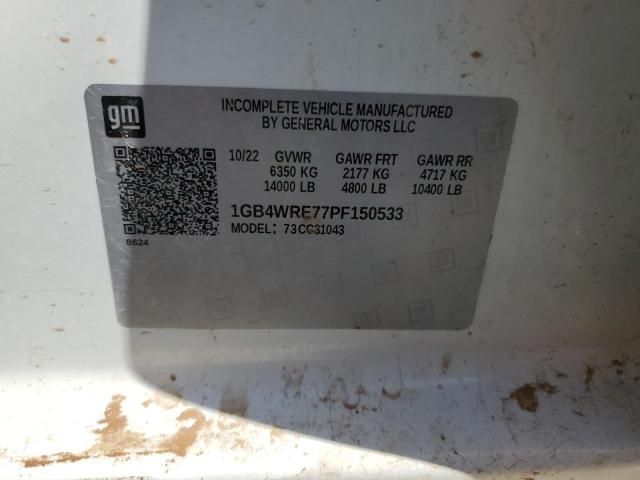 gm
INCOMPLETE VEHICLE MANUFACTURED
BY GENERAL MOTORS LLC
10/22 GVWR GAWR FRT GAWR RR
6350 KG 2177 KG 4717 KG
14000 LB 4800 LB 10400 LB
1GB4WRE77PF150533
MODEL: 73CC31043
8624